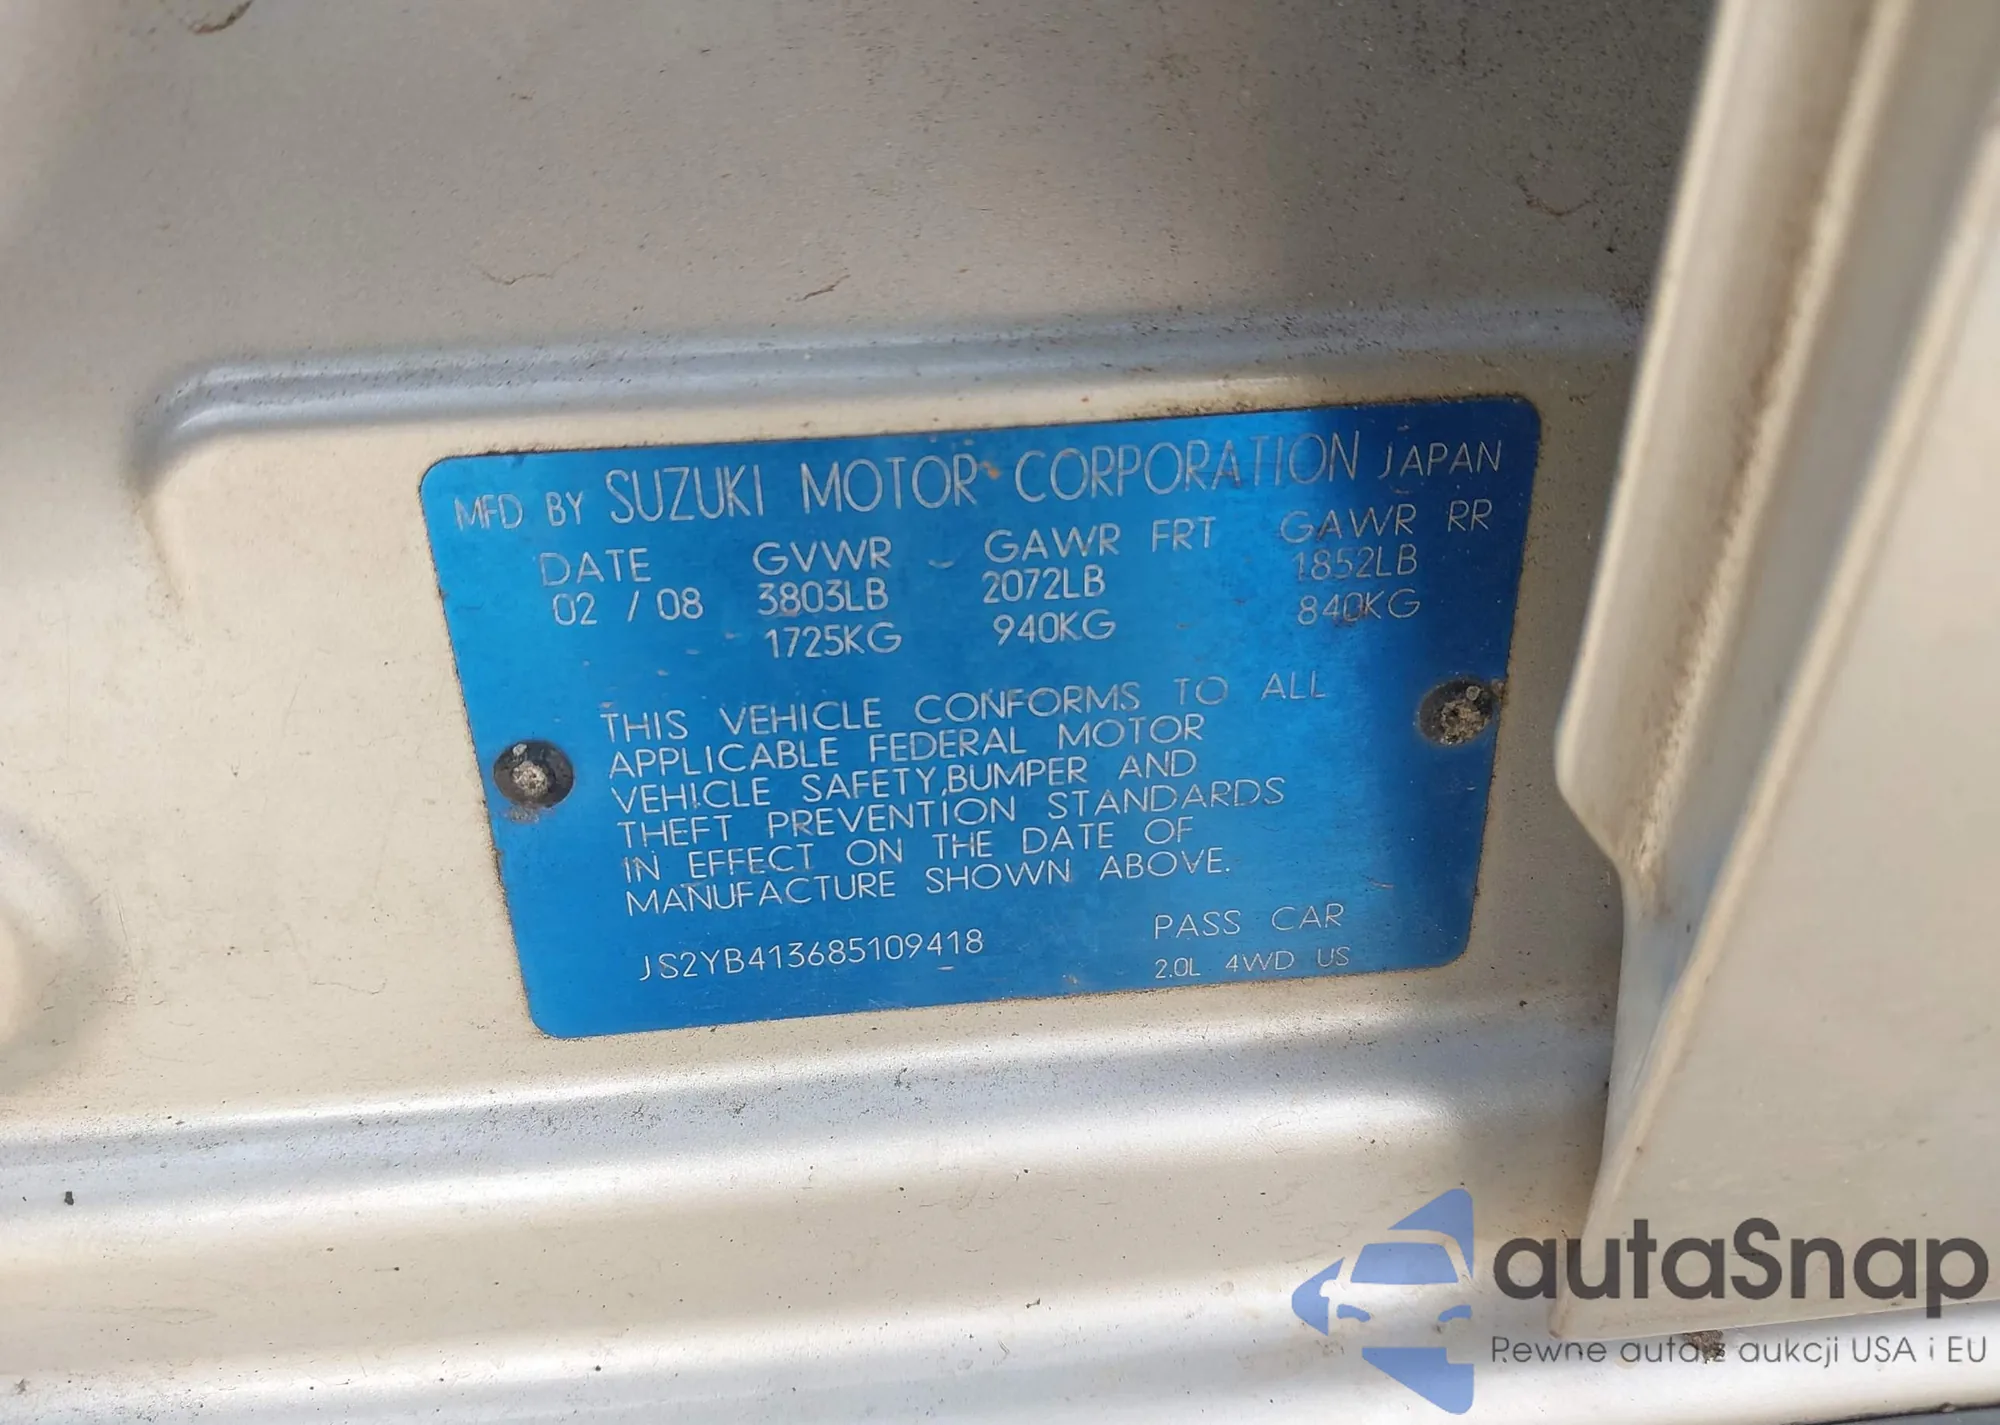 MFD BY SUZUKI MOTOR CORPORATION JAPAN
DATE GVWR GAWR FRT GAWR RR
02 / 08 3803LB 2072LB 1852LB
1725KG 940KG 840KG
THIS VEHICLE CONFORMS TO ALL
APPLICABLE FEDERAL MOTOR
VEHICLE SAFETY,BUMPER AND
THEFT PREVENTION STANDARDS
IN EFFECT ON THE DATE OF
MANUFACTURE SHOWN ABOVE.
JS2YB413685109418 PASS CAR
2.0L 4WD US
autaSnap
Pewne auta z aukcji USA i EU